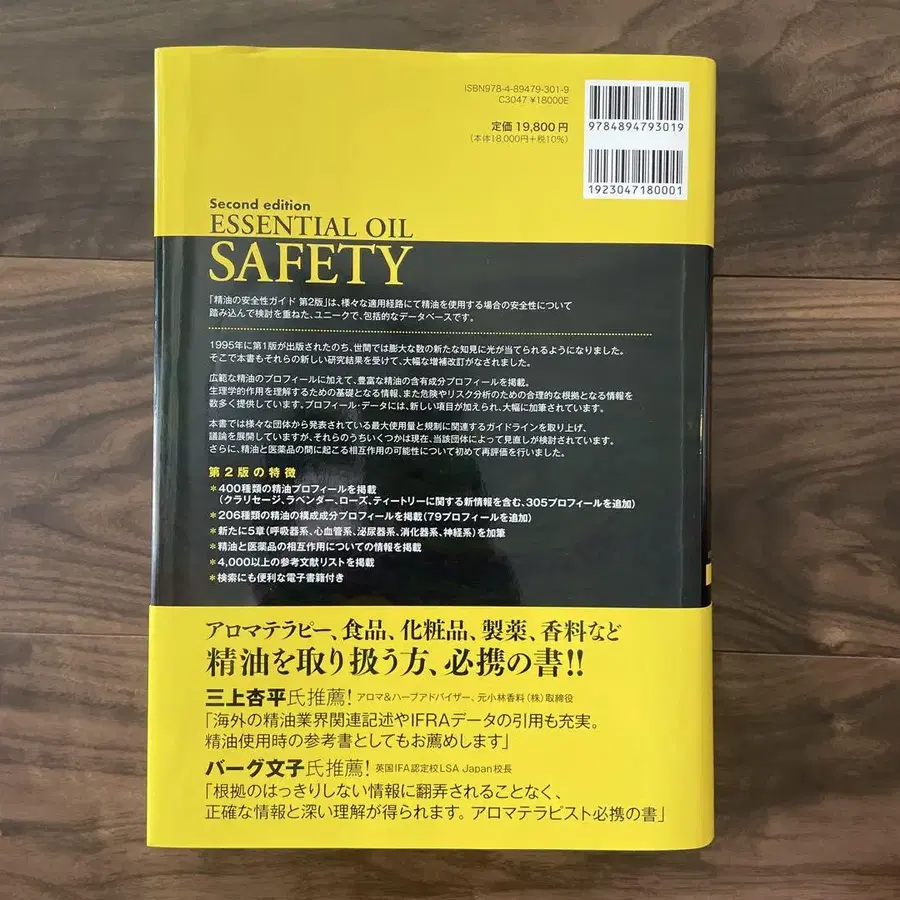 ISBN978-4-89479-301-9
C3047 ¥18000E
定価 19,800円
(本体18,000円+税10%)
9784894793019
1923047180001
Second edition
ESSENTIAL OIL
SAFETY
「精油の安全性ガイド 第2版」は、様々な適用経路にて精油を使用する場合の安全性について
踏み込んで検討を重ねた、ユニークで、包括的なデータベースです。
1995年に第1版が出版されたのち、世間では膨大な数の新たな知見に光が当てられるようになりました。
そこで本書もそれらの新しい研究結果を受けて、大幅な増補改訂がなされました。
広範な精油のプロフィールに加えて、豊富な精油の含有成分プロフィールを掲載。
生理学的作用を理解するための基礎となる情報、また危険やリスク分析のための合理的な根拠となる情報を
数多く提供しています。プロフィール・データには、新しい項目が加えられ、大幅に加筆されています。
本書では様々な団体から発表されている最大使用量と規制に関連するガイドラインを取り上げ、
議論を展開していますが、それらのうちいくつかは現在、当該団体によって見直しが検討されています。
さらに、精油と医薬品の間に起こる相互作用の可能性について初めて再評価を行いました。
第2版の特徴
*400種類の精油プロフィールを掲載
(クラリセージ、ラベンダー、ローズ、ティートリーに関する新情報を含む、305プロフィールを追加)
*206種類の精油の構成成分プロフィールを掲載(79プロフィールを追加)
*新たに5章(呼吸器系、心血管系、泌尿器系、消化器系、神経系)を加筆
*精油と医薬品の相互作用についての情報を掲載
*4,000以上の参考文献リストを掲載
*検索にも便利な電子書籍付き
アロマテラピー、食品、化粧品、製薬、香料など
精油を取り扱う方、必携の書!!
三上杏平氏推薦! アロマ&ハーブアドバイザー、元小林香料(株)取締役
「海外の精油業界関連記述やIFRAデータの引用も充実。
精油使用時の参考書としてもお薦めします」
バーグ文子氏推薦! 英国IFA認定校LSA Japan校長
「根拠のはっきりしない情報に翻弄されることなく、
正確な情報と深い理解が得られます。アロマテラピスト必携の書」